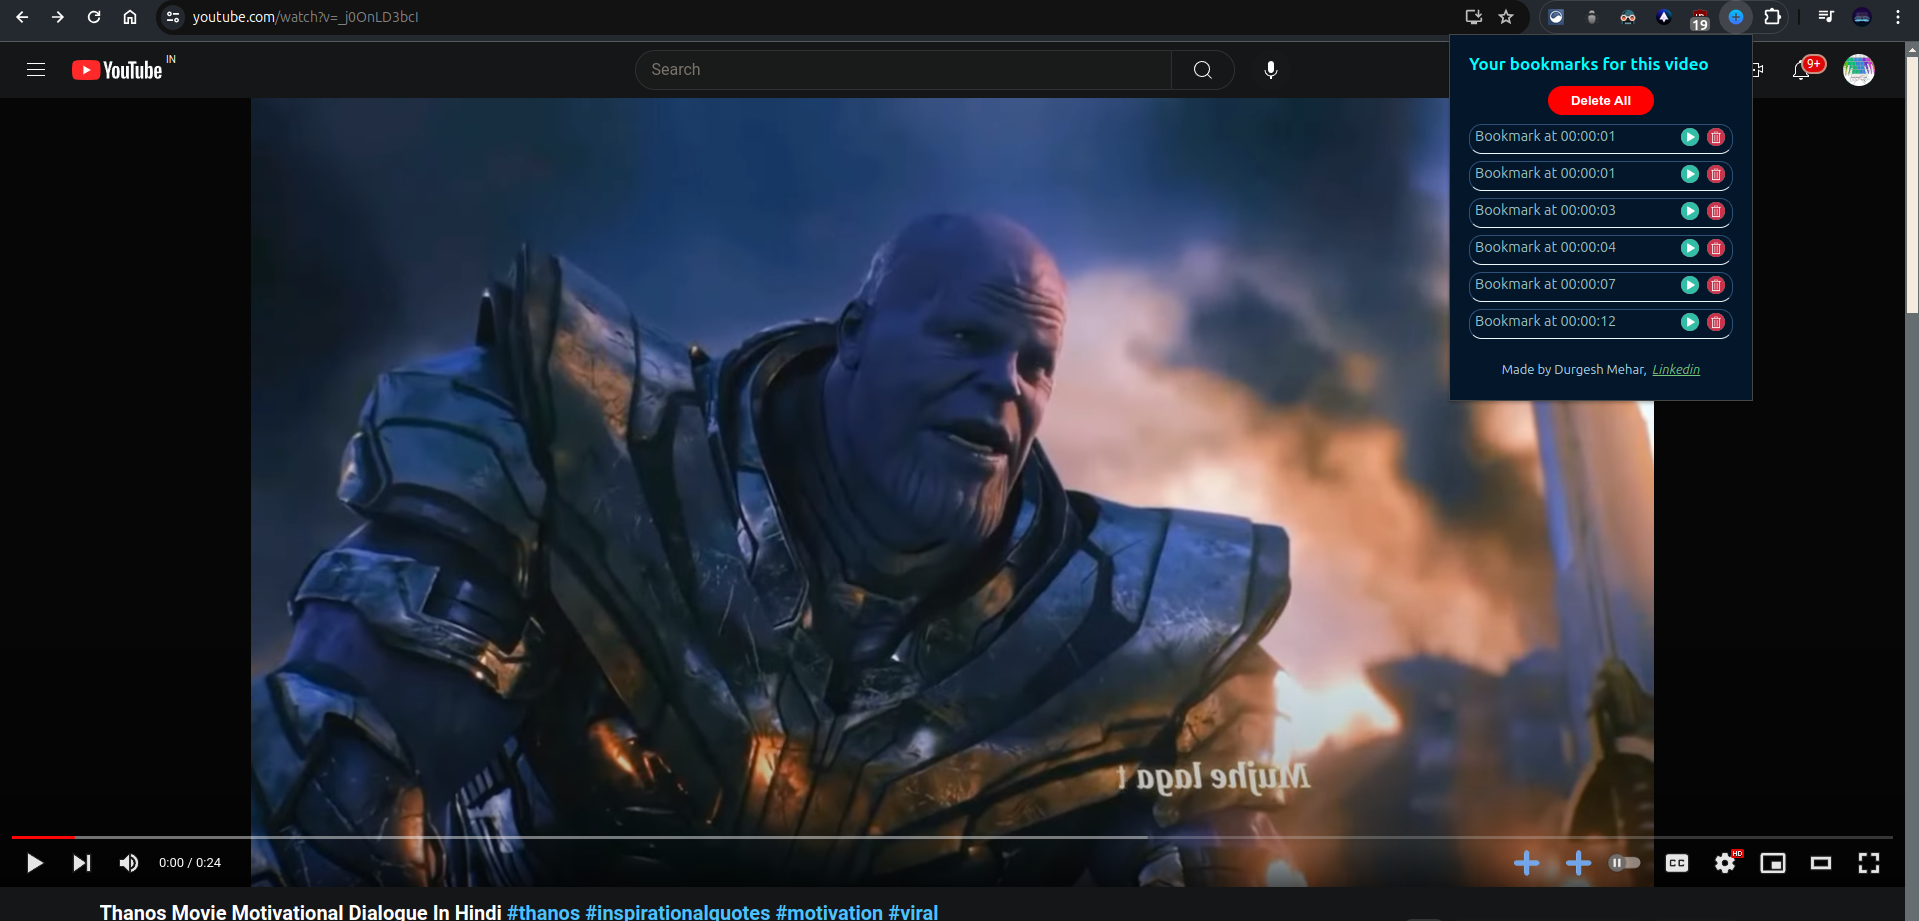 youtube.com/watch?v=_j0OnLD3bcI
19
YouTube IN
Search
9+
Your bookmarks for this video
Delete All
Bookmark at 00:00:01
Bookmark at 00:00:01
Bookmark at 00:00:03
Bookmark at 00:00:04
Bookmark at 00:00:07
Bookmark at 00:00:12
Made by Durgesh Mehar, Linkedin
Mujhe laga t
0:00 / 0:24
CC
HD
Thanos Movie Motivational Dialogue In Hindi #thanos #inspirationalquotes #motivation #viral